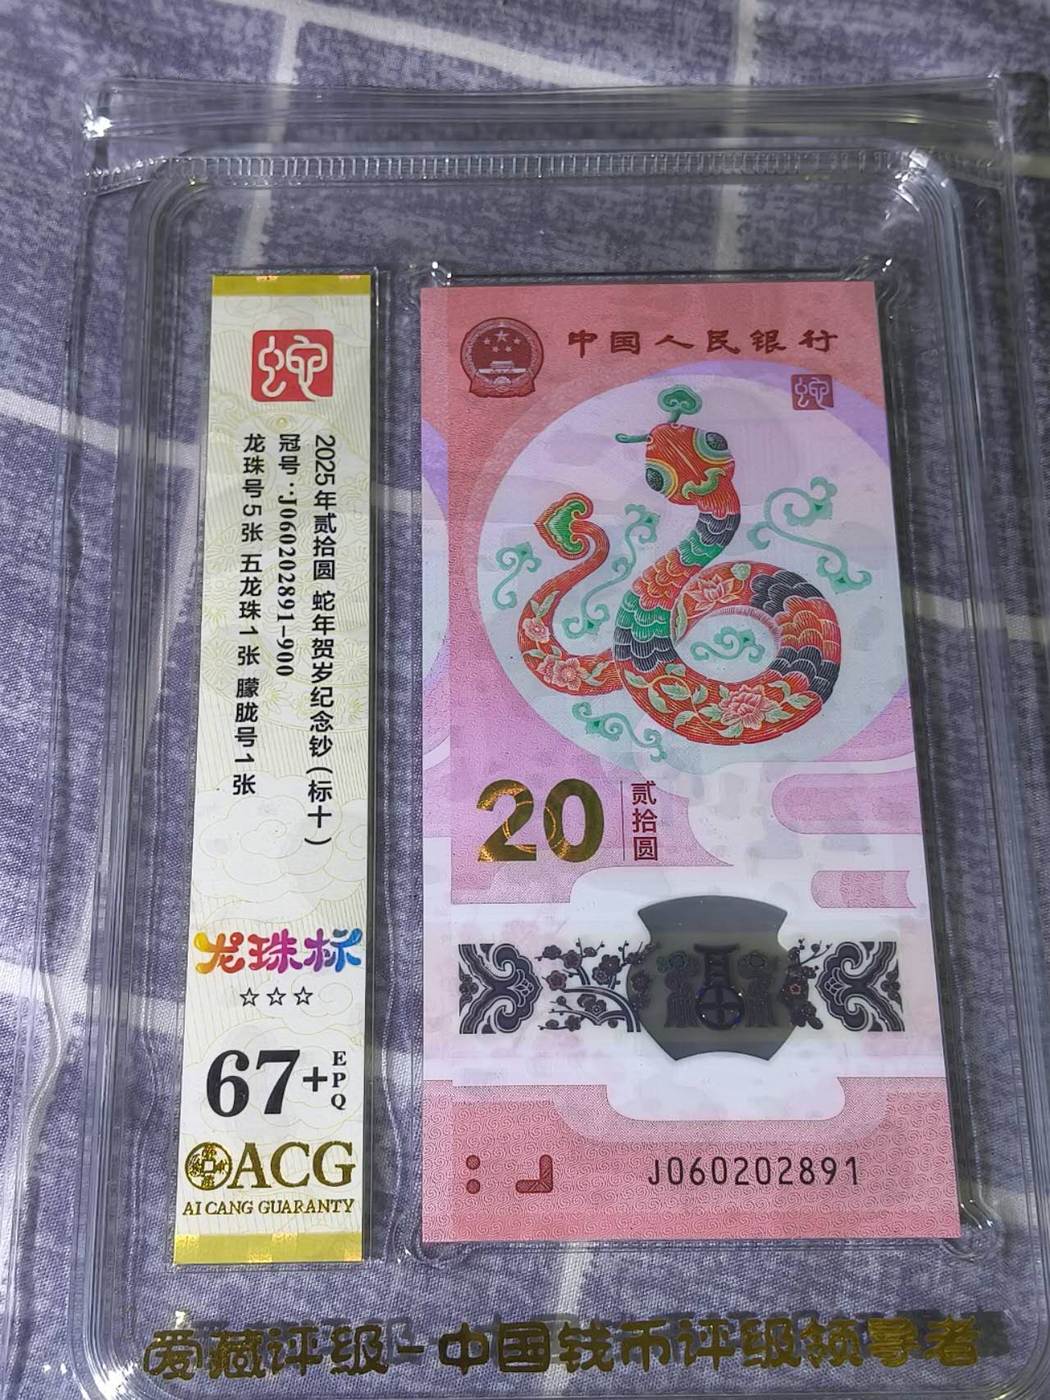 蛇
2025年贰拾圆 蛇年贺岁纪念钞(标十)
冠号:J060202891-900
龙珠号5张 五龙珠1张 朦胧号1张
龙珠标
☆☆☆
67+EPQ
ACG
AI CANG GUARANTY
中国人民银行
蛇
20
贰拾圆
J060202891
爱藏评级-中国钱币评级领导者